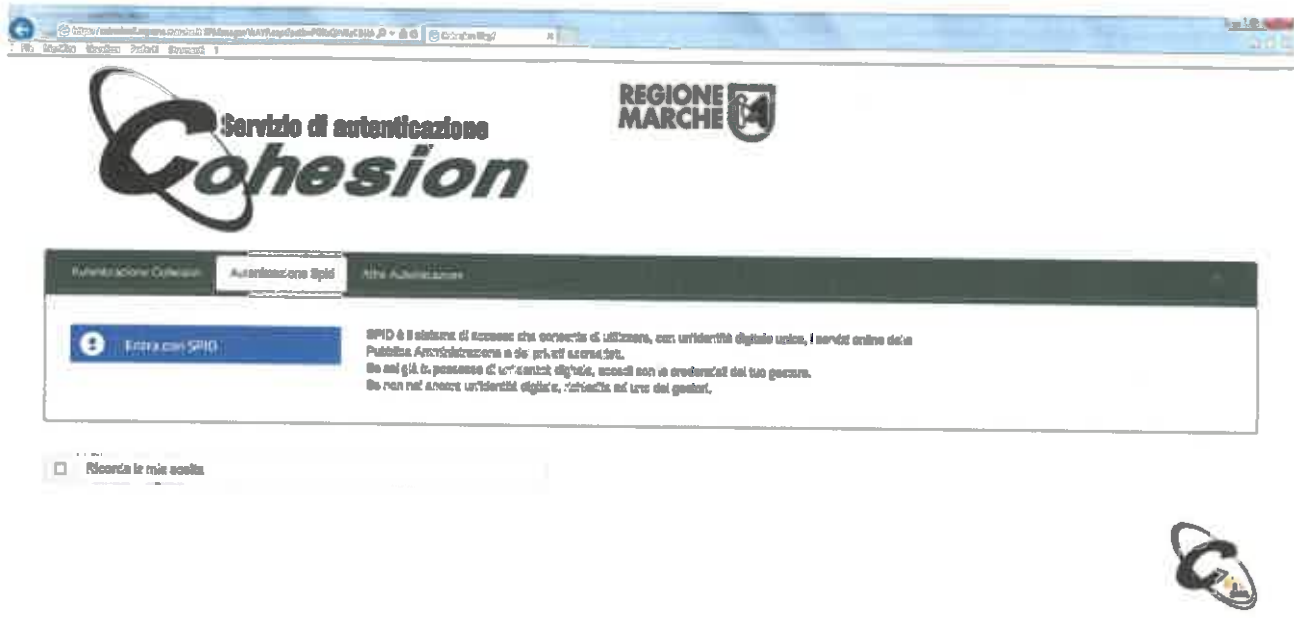 Servizio di autenticazione
Cohesion
REGIONE
MARCHE
Autenticazione Cohesion
Autenticazione Spid
Altre Autenticazioni
Entra con SPID
SPID è il sistema di accesso che consente di utilizzare, con un'identità digitale unica, i servizi online della
Pubblica Amministrazione e dei privati accreditati.
Se sei già in possesso di un'identità digitale, accedi con le credenziali del tuo gestore.
Se non hai ancora un'identità digitale, richiedila ad uno dei gestori.
Ricorda la mia scelta